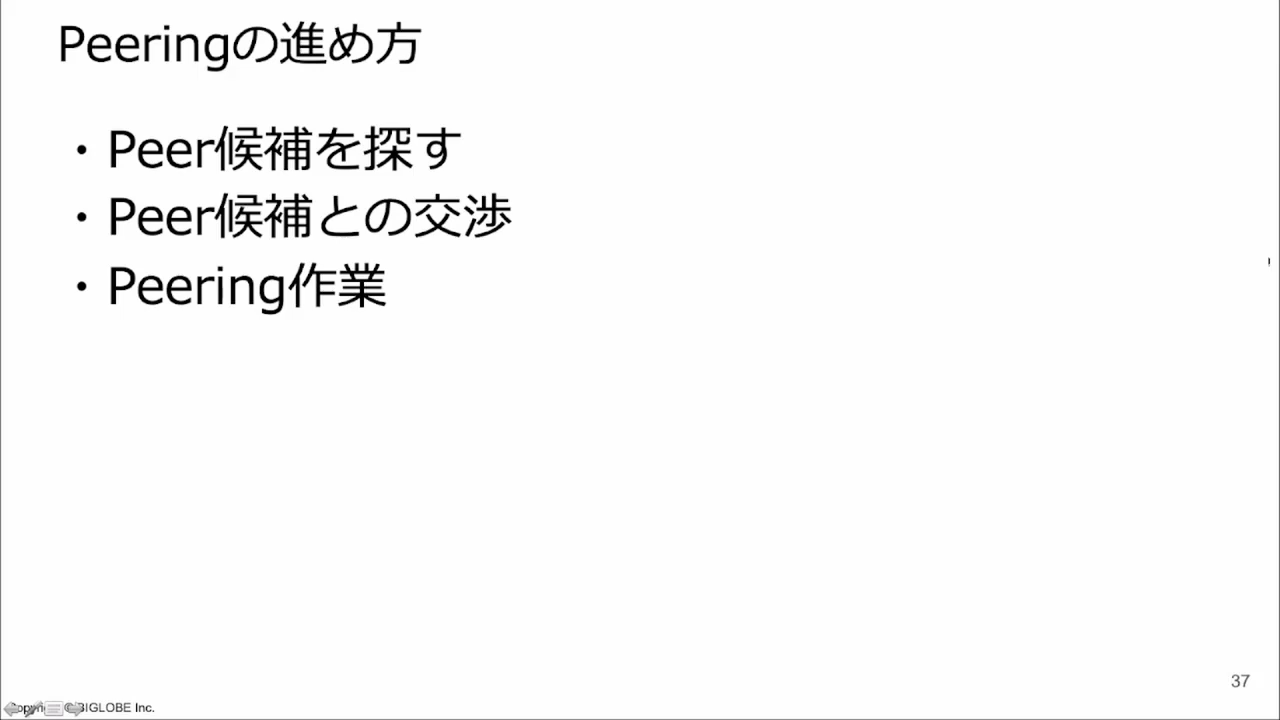 Peeringの進め方
・Peer候補を探す
・Peer候補との交渉
・Peering作業
37
©BIGLOBE Inc.